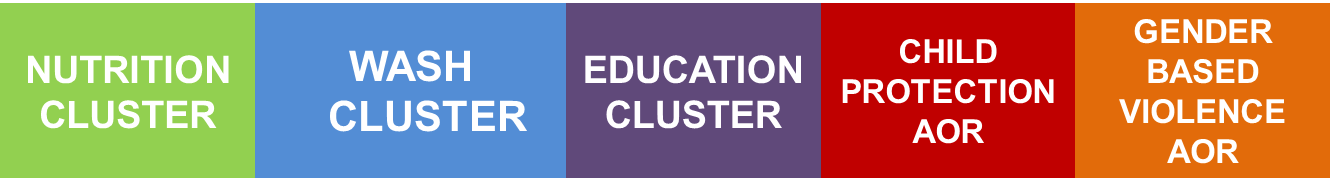 NUTRITION
CLUSTER
WASH
CLUSTER
EDUCATION
CLUSTER
CHILD
PROTECTION
AOR
GENDER
BASED
VIOLENCE
AOR